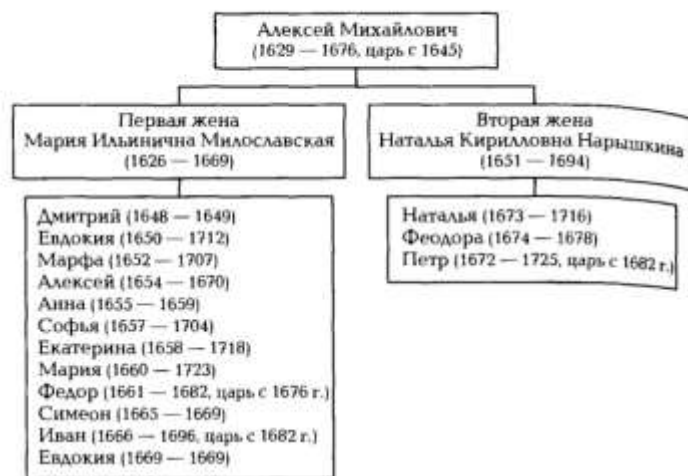 Алексей Михайлович
(1629 — 1676, царь с 1645)
Первая жена
Мария Ильинична Милославская
(1626 — 1669)
Вторая жена
Наталья Кирилловна Нарышкина
(1651 — 1694)
Дмитрий (1648 — 1649)
Евдокия (1650 — 1712)
Марфа (1652 — 1707)
Алексей (1654 — 1670)
Анна (1655 — 1659)
Софья (1657 — 1704)
Екатерина (1658 — 1718)
Мария (1660 — 1723)
Федор (1661 — 1682, царь с 1676 г.)
Симеон (1665 — 1669)
Иван (1666 — 1696, царь с 1682 г.)
Евдокия (1669 — 1669)
Наталья (1673 — 1716)
Феодора (1674 — 1678)
Петр (1672 — 1725, царь с 1682 г.)